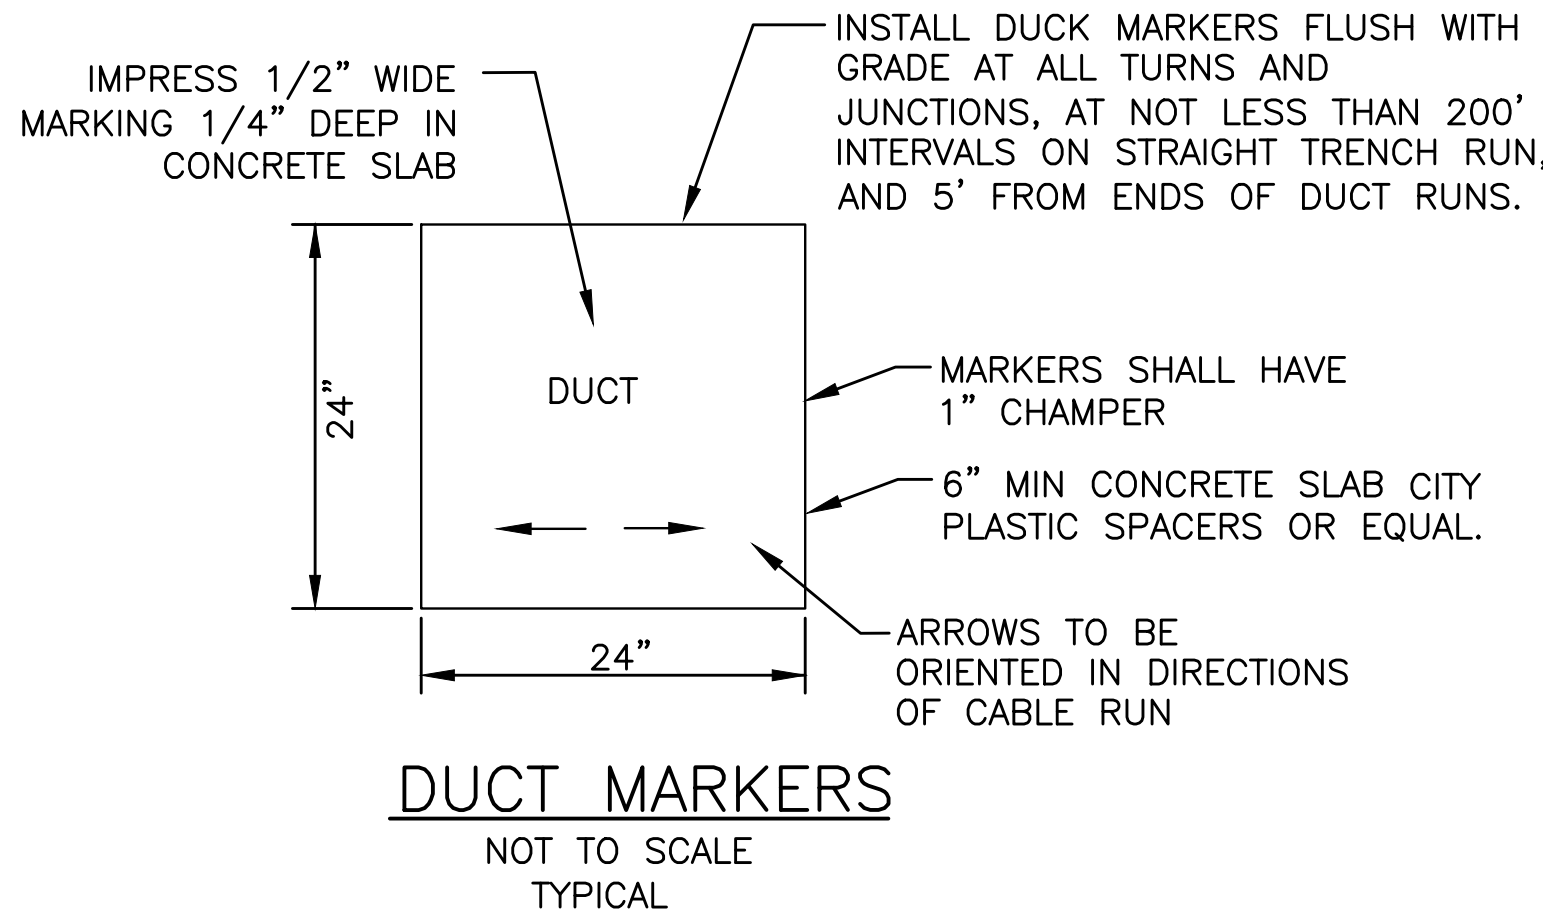 INSTALL DUCK MARKERS FLUSH WITH
GRADE AT ALL TURNS AND
JUNCTIONS, AT NOT LESS THAN 200'
INTERVALS ON STRAIGHT TRENCH RUN,
AND 5' FROM ENDS OF DUCT RUNS.
IMPRESS 1/2" WIDE
MARKING 1/4" DEEP IN
CONCRETE SLAB
24"
DUCT
MARKERS SHALL HAVE
1" CHAMPER
6" MIN CONCRETE SLAB CITY
PLASTIC SPACERS OR EQUAL.
ARROWS TO BE
ORIENTED IN DIRECTIONS
OF CABLE RUN
24"
DUCT MARKERS
NOT TO SCALE
TYPICAL